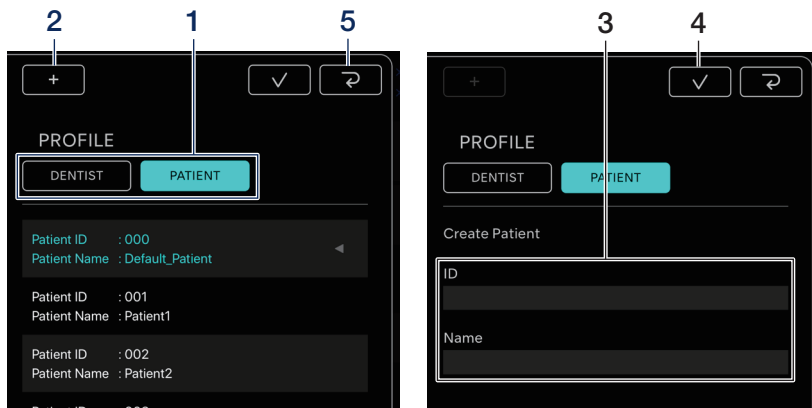 2 1 5
+
PROFILE
DENTIST PATIENT
Patient ID : 000
Patient Name : Default_Patient
Patient ID : 001
Patient Name : Patient1
Patient ID : 002
Patient Name : Patient2
3 4
+
PROFILE
DENTIST PATIENT
Create Patient
ID
Name